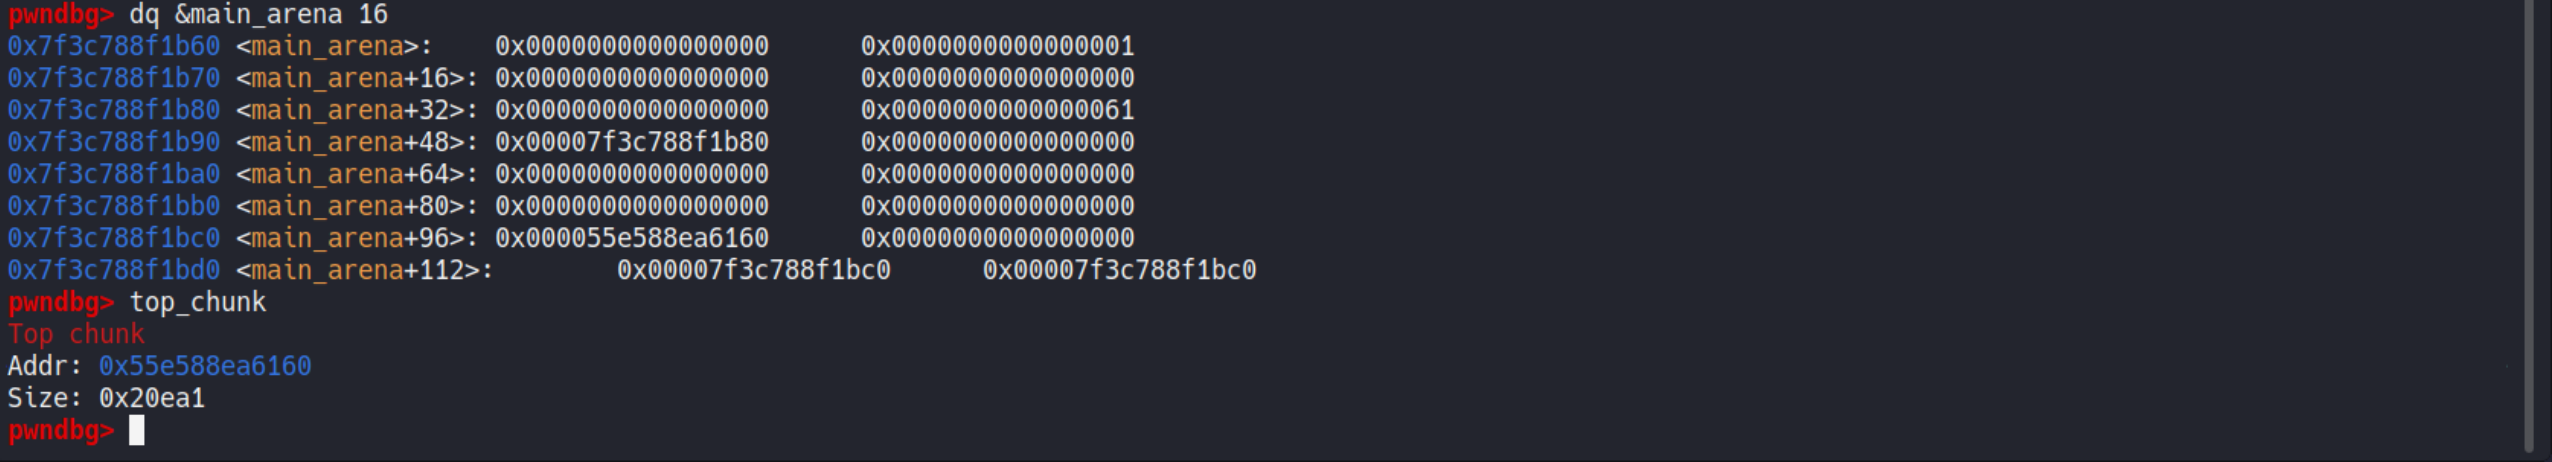 pwndbg> dq &main_arena 16
0x7f3c788f1b60 <main_arena>: 0x0000000000000000 0x0000000000000001
0x7f3c788f1b70 <main_arena+16>: 0x0000000000000000 0x0000000000000000
0x7f3c788f1b80 <main_arena+32>: 0x0000000000000000 0x0000000000000061
0x7f3c788f1b90 <main_arena+48>: 0x00007f3c788f1b80 0x0000000000000000
0x7f3c788f1ba0 <main_arena+64>: 0x0000000000000000 0x0000000000000000
0x7f3c788f1bb0 <main_arena+80>: 0x0000000000000000 0x0000000000000000
0x7f3c788f1bc0 <main_arena+96>: 0x000055e588ea6160 0x0000000000000000
0x7f3c788f1bd0 <main_arena+112>: 0x00007f3c788f1bc0 0x00007f3c788f1bc0
pwndbg> top_chunk
Top chunk
Addr: 0x55e588ea6160
Size: 0x20ea1
pwndbg>